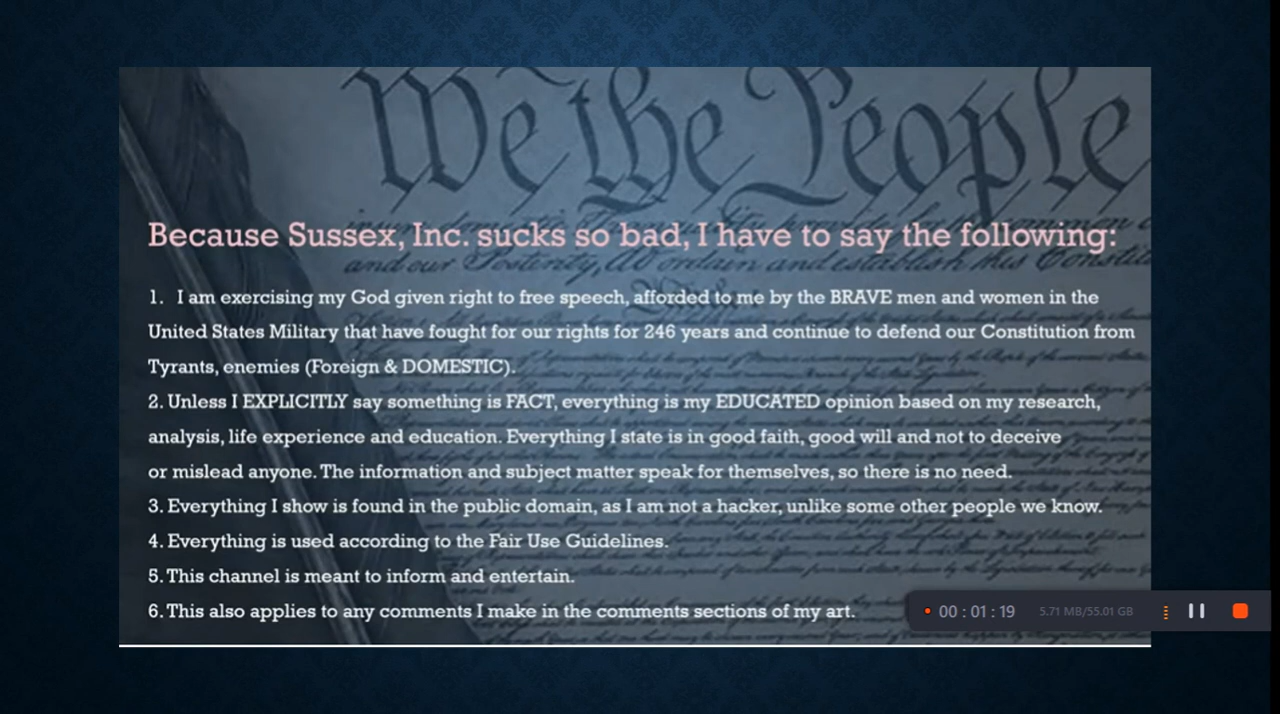 We the People
Because Sussex, Inc. sucks so bad, I have to say the following:
and our Posterity, do ordain and establish this
1. I am exercising my God given right to free speech, afforded to me by the BRAVE men and women in the
United States Military that have fought for our rights for 246 years and continue to defend our Constitution from
Tyrants, enemies (Foreign & DOMESTIC).
2. Unless I EXPLICITLY say something is FACT, everything is my EDUCATED opinion based on my research,
analysis, life experience and education. Everything I state is in good faith, good will and not to deceive
or mislead anyone. The information and subject matter speak for themselves, so there is no need.
3. Everything I show is found in the public domain, as I am not a hacker, unlike some other people we know.
4. Everything is used according to the Fair Use Guidelines.
5. This channel is meant to inform and entertain.
6. This also applies to any comments I make in the comments sections of my art.
00 : 01 : 19 5.71 MB/55.01 GB